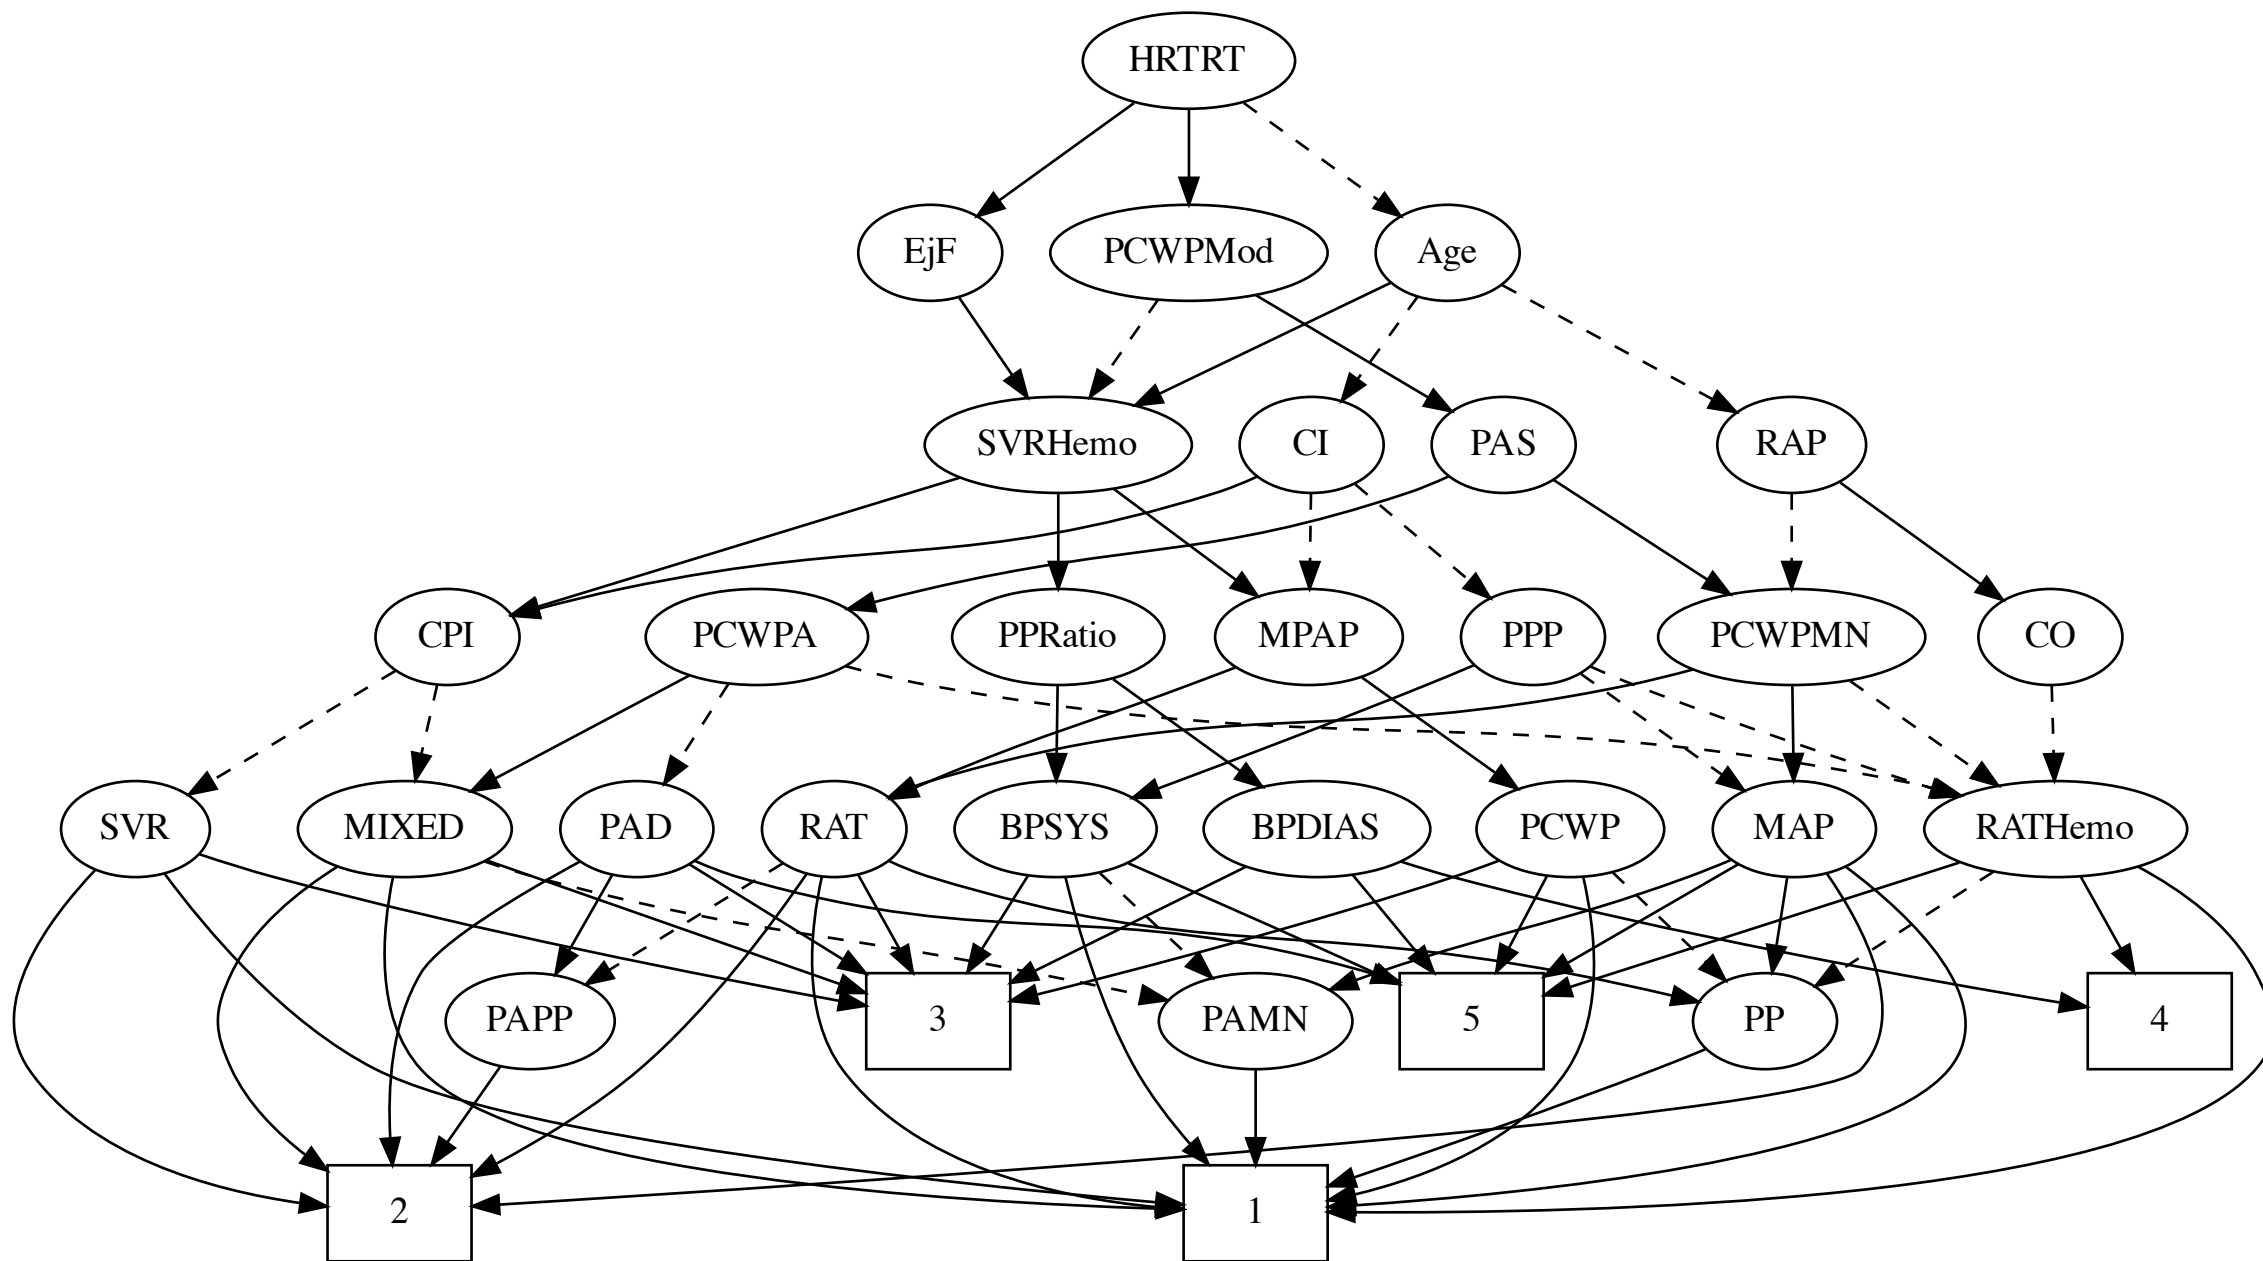 HRTRT
EjF
PCWPMod
Age
SVRHemo
CI
PAS
RAP
CPI
PCWPA
PPRatio
MPAP
PPP
PCWPMN
CO
SVR
MIXED
PAD
RAT
BPSYS
BPDIAS
PCWP
MAP
RATHemo
PAPP
3
PAMN
5
PP
4
2
1